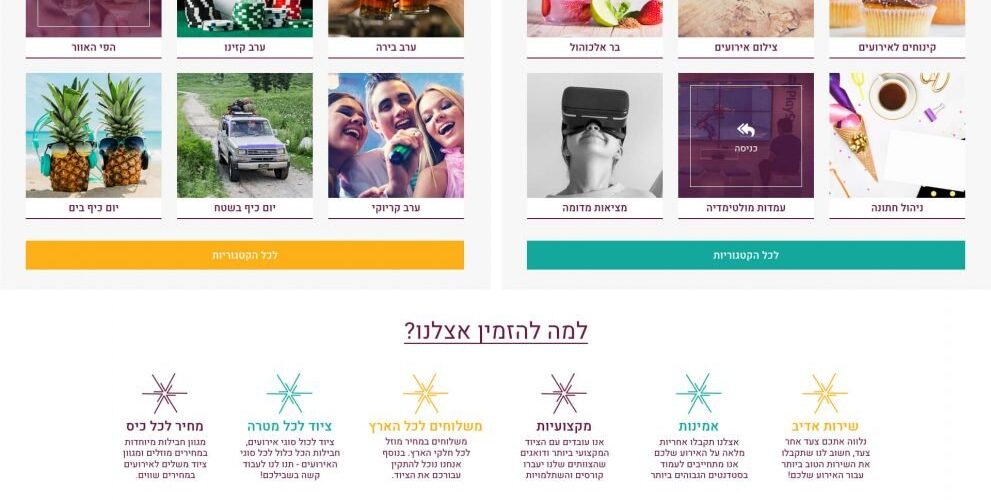 קינוחים לאירועים
צילום אירועים
בר אלכוהול
ערב בירה
ערב קזינו
הפי האוור
כניסה
ניהול חתונה
עמדות מולטימדיה
מציאות מדומה
ערב קריוקי
יום כיף בשטח
יום כיף בים
לכל הקטגוריות
לכל הקטגוריות
למה להזמין אצלנו?
שירות אדיב
נלווה אתכם צעד אחר
צעד, חשוב לנו שתקבלו
את השירות הטוב ביותר
עבור האירוע שלכם!
אמינות
אצלנו תקבלו אחריות
מלאה על האירוע שלכם
אנו מתחייבים לעמוד
בסטנדטים הגבוהים ביותר
מקצועיות
אנו עובדים עם הציוד
המקצועי ביותר ודואגים
שהצוותים שלנו יעברו
קורסים והשתלמויות
משלוחים לכל הארץ
משלוחים במחיר מוזל
לכל חלקי הארץ. בנוסף
אנחנו נוכל להתקין
עבורכם את הציוד.
ציוד לכל מטרה
ציוד לכול סוגי אירועים,
חבילות הכל כלול לכל סוגי
האירועים - תנו לנו לעבוד
קשה בשבילכם!
מחיר לכל כיס
מגוון חבילות מיוחדות
במחירים מוזלים ומגוון
ציוד משלים לאירועים
במחירים שווים.